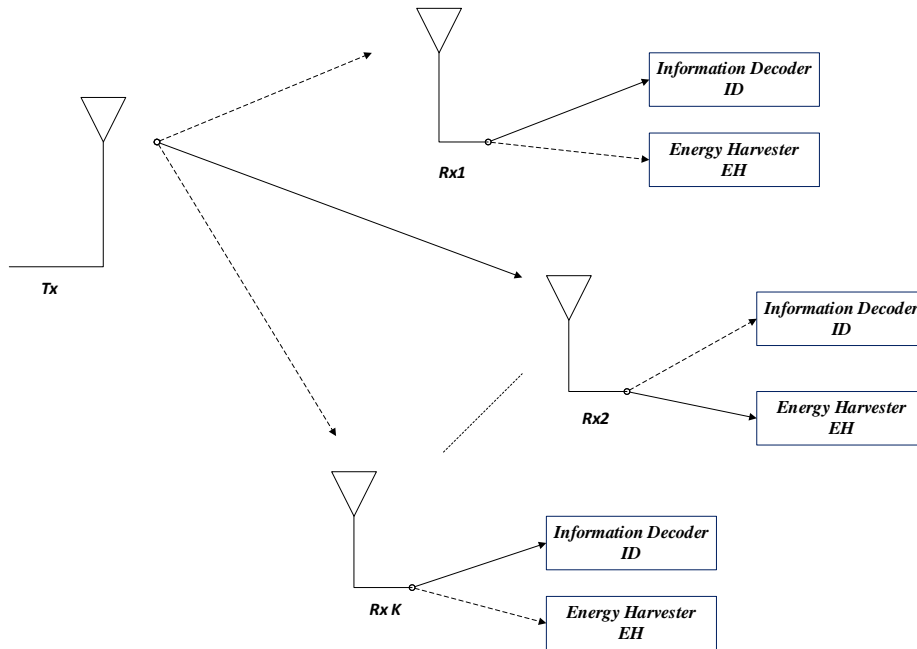 Information Decoder
ID
Energy Harvester
EH
Rx1
Tx
Information Decoder
ID
Energy Harvester
EH
Rx2
Information Decoder
ID
Energy Harvester
EH
Rx K